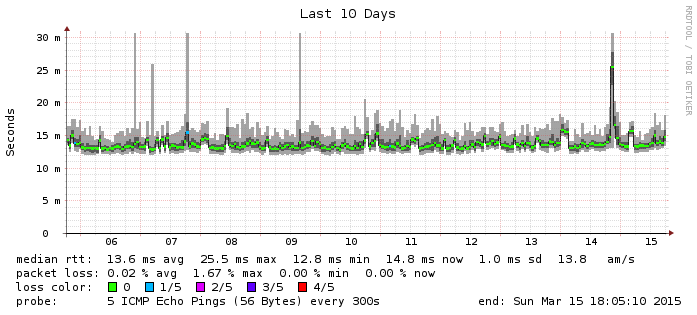 Last 10 Days
RRDTOOL / TOBI OETIKER
Seconds
30 m
25 m
20 m
15 m
10 m
5 m
0
06 07 08 09 10 11 12 13 14 15
median rtt: 13.6 ms avg 25.5 ms max 12.8 ms min 14.8 ms now 1.0 ms sd 13.8 am/s
packet loss: 0.02 % avg 1.67 % max 0.00 % min 0.00 % now
loss color: 0 1/5 2/5 3/5 4/5
probe: 5 ICMP Echo Pings (56 Bytes) every 300s end: Sun Mar 15 18:05:10 2015